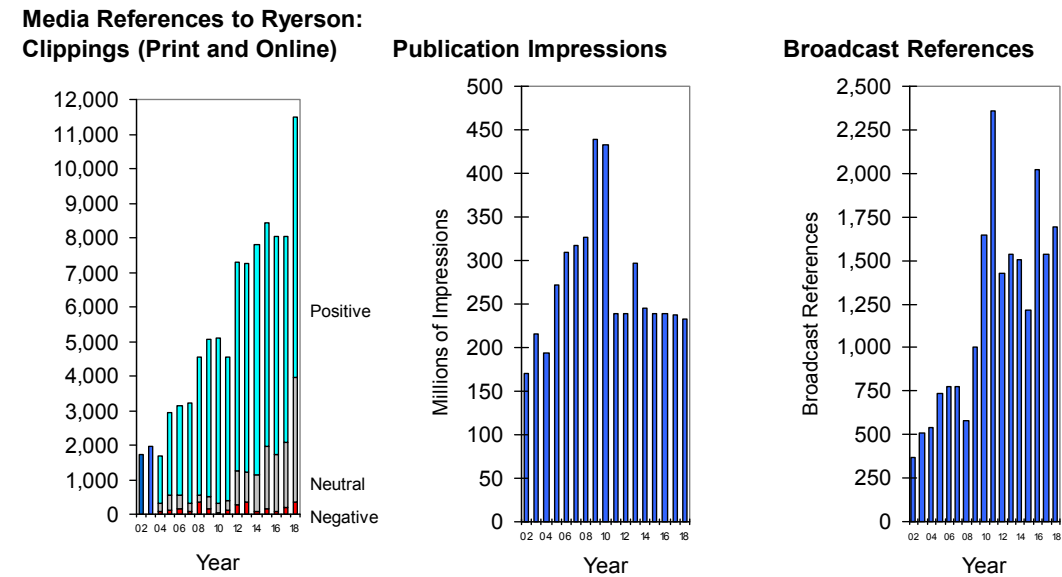 Media References to Ryerson:
Clippings (Print and Online)
12,000
11,000
10,000
9,000
8,000
7,000
6,000
5,000
4,000
3,000
2,000
1,000
0
02 04 06 08 10 12 14 16 18
Year
Positive
Neutral
Negative
Publication Impressions
Millions of Impressions
500
450
400
350
300
250
200
150
100
50
0
02 04 06 08 10 12 14 16 18
Year
Broadcast References
Broadcast References
2,500
2,250
2,000
1,750
1,500
1,250
1,000
750
500
250
0
02 04 06 08 10 12 14 16 18
Year